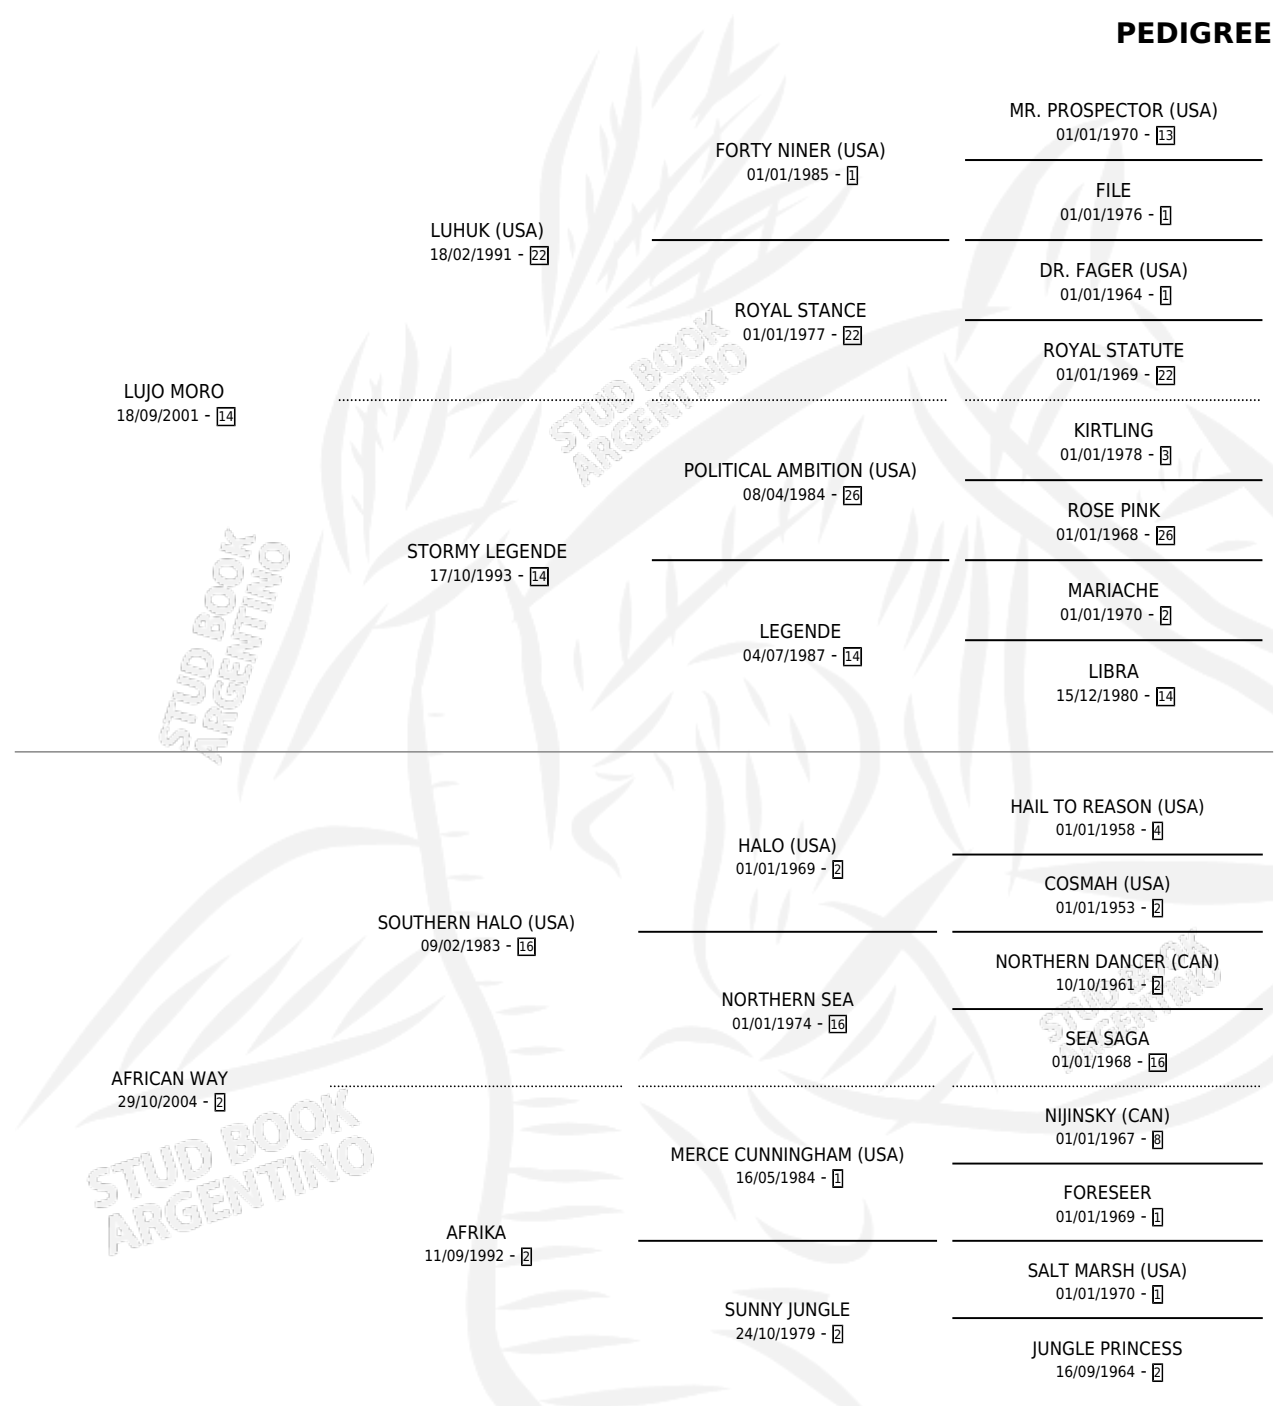 PEDIGREE
MR. PROSPECTOR (USA)
01/01/1970 - 13
FORTY NINER (USA)
01/01/1985 - 1
FILE
01/01/1976 - 1
LUHUK (USA)
18/02/1991 - 22
DR. FAGER (USA)
01/01/1964 - 1
ROYAL STANCE
01/01/1977 - 22
ROYAL STATUTE
01/01/1969 - 22
LUJO MORO
18/09/2001 - 14
KIRTLING
01/01/1978 - 3
POLITICAL AMBITION (USA)
08/04/1984 - 26
ROSE PINK
01/01/1968 - 26
STORMY LEGENDE
17/10/1993 - 14
MARIACHE
01/01/1970 - 2
LEGENDE
04/07/1987 - 14
LIBRA
15/12/1980 - 14
HAIL TO REASON (USA)
01/01/1958 - 4
HALO (USA)
01/01/1969 - 2
COSMAH (USA)
01/01/1953 - 2
SOUTHERN HALO (USA)
09/02/1983 - 16
NORTHERN DANCER (CAN)
10/10/1961 - 2
NORTHERN SEA
01/01/1974 - 16
SEA SAGA
01/01/1968 - 16
AFRICAN WAY
29/10/2004 - 2
NIJINSKY (CAN)
01/01/1967 - 8
MERCE CUNNINGHAM (USA)
16/05/1984 - 1
FORESEER
01/01/1969 - 1
AFRIKA
11/09/1992 - 2
SALT MARSH (USA)
01/01/1970 - 1
SUNNY JUNGLE
24/10/1979 - 2
JUNGLE PRINCESS
16/09/1964 - 2
STUD BOOK
ARGENTINO
STUD BOOK
ARGENTINO
STUD BOOK
ARGENTINO
STUD BOOK
ARGENTINO